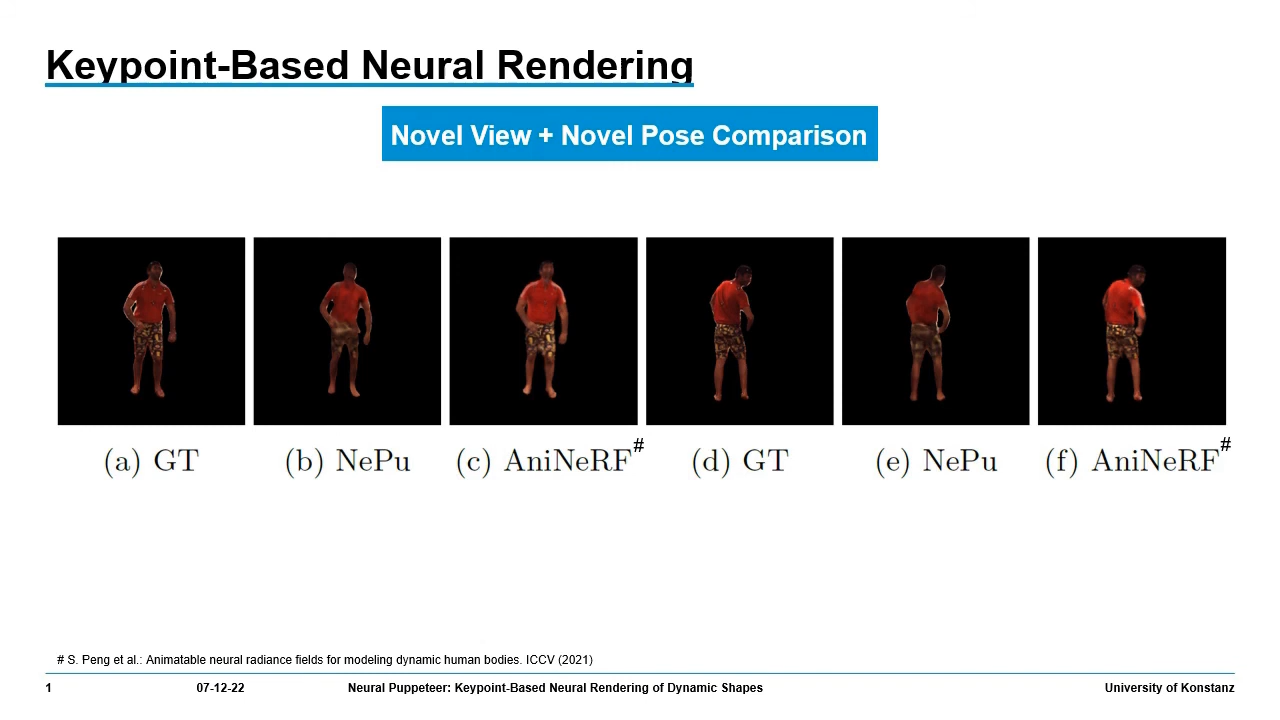 Keypoint-Based Neural Rendering
Novel View + Novel Pose Comparison
(a) GT (b) NePu (c) AniNeRF# (d) GT (e) NePu (f) AniNeRF#
# S. Peng et al.: Animatable neural radiance fields for modeling dynamic human bodies. ICCV (2021)
1 07-12-22 Neural Puppeteer: Keypoint-Based Neural Rendering of Dynamic Shapes University of Konstanz